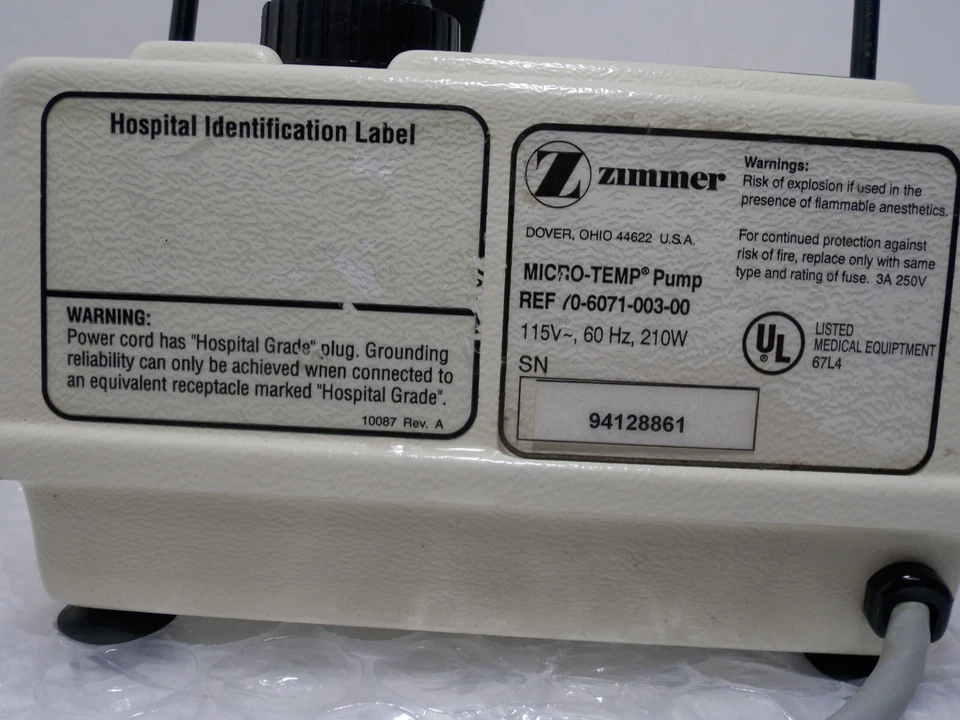 Hospital Identification Label
WARNING:
Power cord has "Hospital Grade" plug. Grounding
reliability can only be achieved when connected to
an equivalent receptacle marked "Hospital Grade".
10087 Rev. A
Z zimmer
DOVER, OHIO 44622 U.S.A.
MICRO-TEMP® Pump
REF 70-6071-003-00
115V~, 60 Hz, 210W
SN
94128861
Warnings:
Risk of explosion if used in the
presence of flammable anesthetics.
For continued protection against
risk of fire, replace only with same
type and rating of fuse. 3A 250V
UL®
LISTED
MEDICAL EQUIPTMENT
67L4